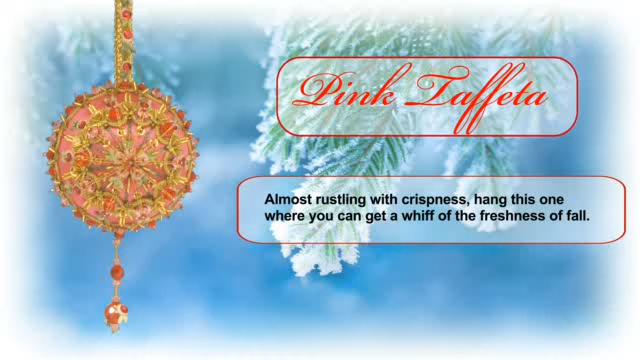 Pink Taffeta
Almost rustling with crispness, hang this one
where you can get a whiff of the freshness of fall.